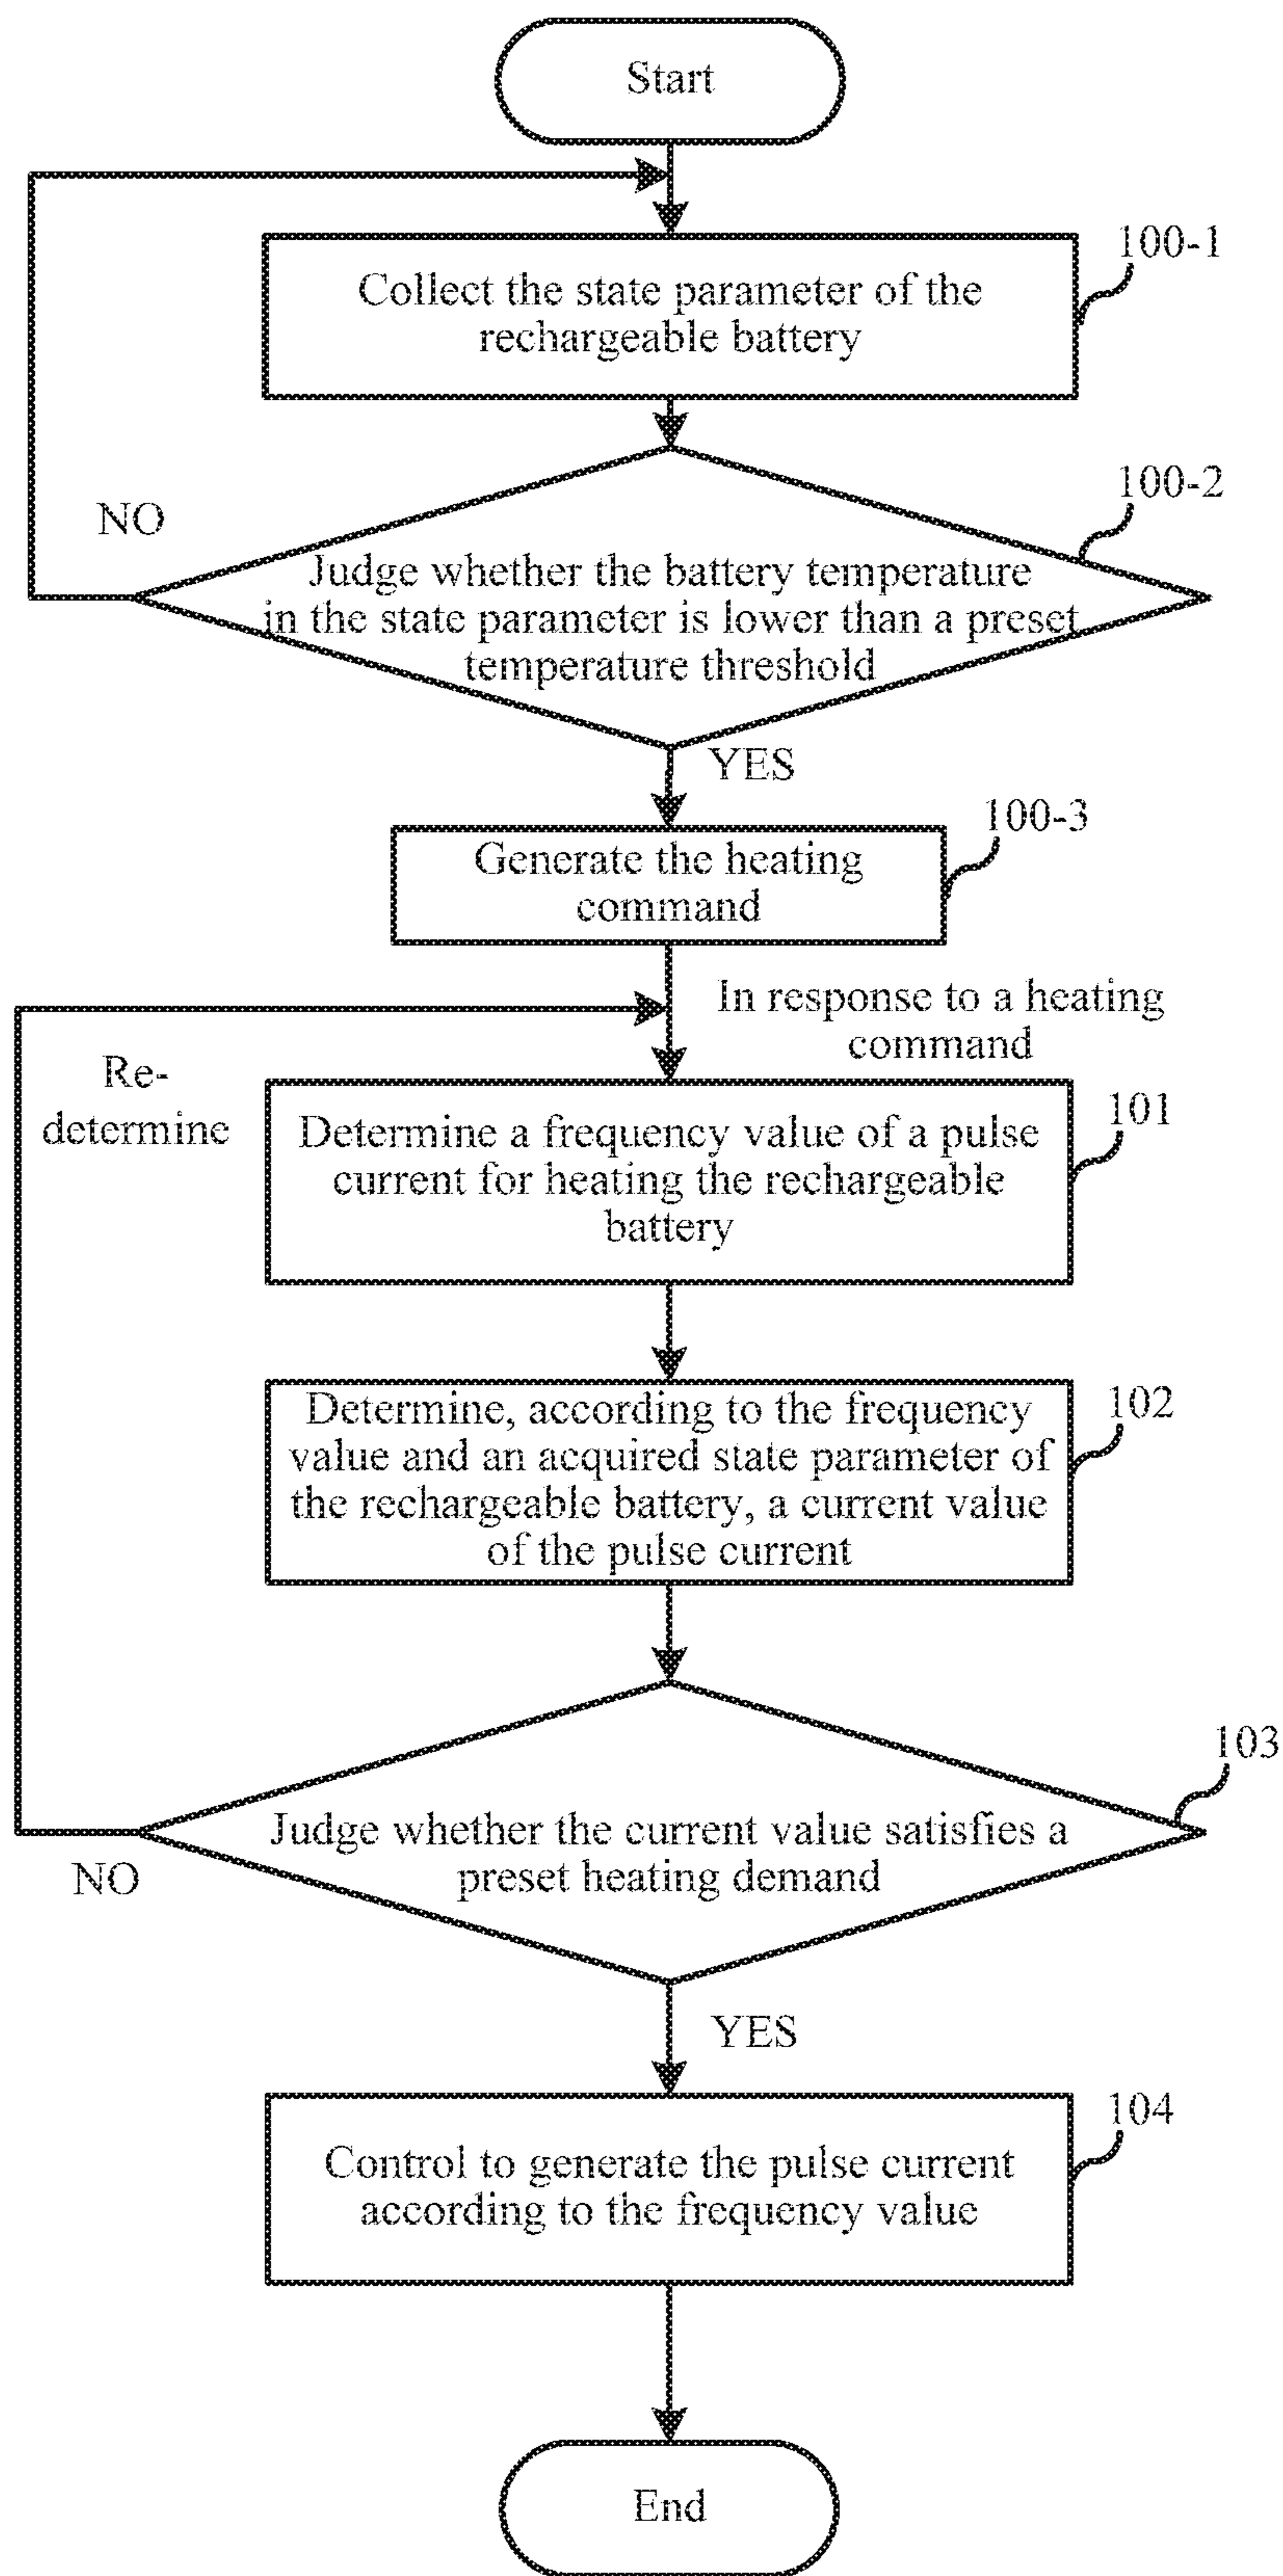 Start
100-1
Collect the state parameter of the
rechargeable battery
100-2
NO
Judge whether the battery temperature
in the state parameter is lower than a preset
temperature threshold
YES
100-3
Generate the heating
command
In response to a heating
command
Re-
determine
101
Determine a frequency value of a pulse
current for heating the rechargeable
battery
102
Determine, according to the frequency
value and an acquired state parameter of
the rechargeable battery, a current value
of the pulse current
103
Judge whether the current value satisfies a
preset heating demand
NO
YES
104
Control to generate the pulse current
according to the frequency value
End